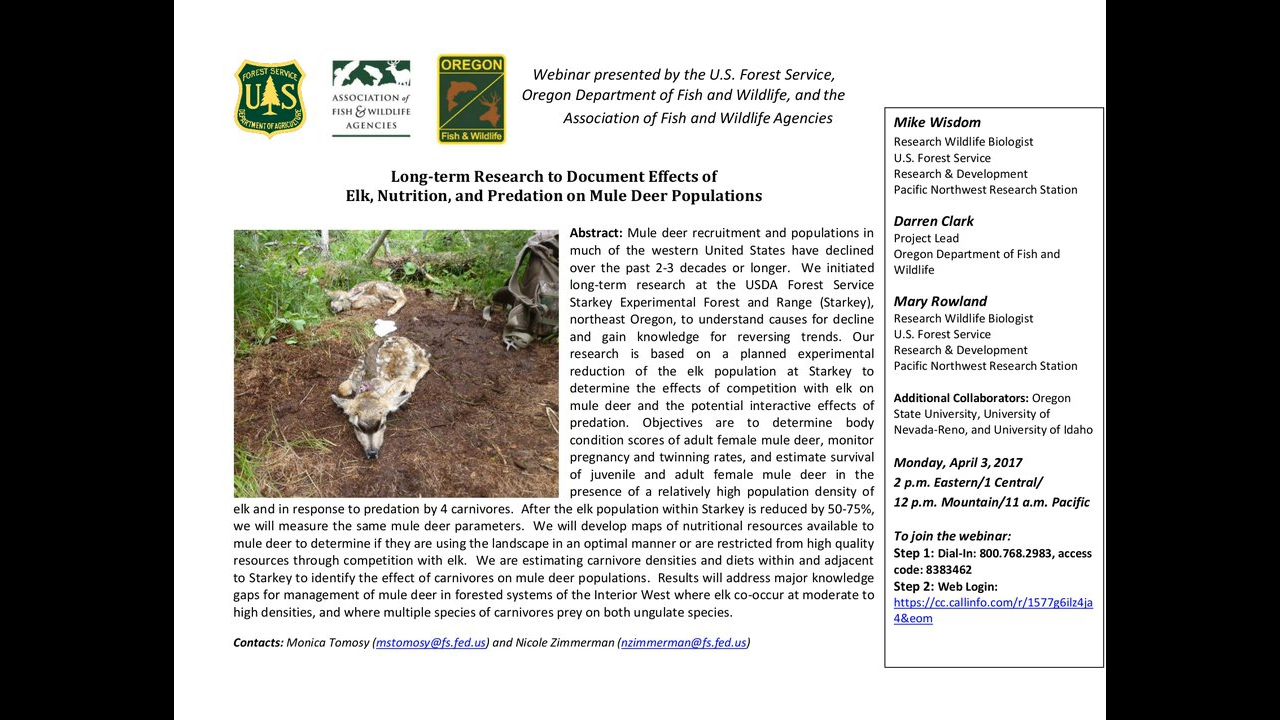 FOREST SERVICE
U S
DEPARTMENT OF AGRICULTURE
ASSOCIATION of
FISH & WILDLIFE
AGENCIES
OREGON
Fish & Wildlife
Webinar presented by the U.S. Forest Service,
Oregon Department of Fish and Wildlife, and the
Association of Fish and Wildlife Agencies
Long-term Research to Document Effects of
Elk, Nutrition, and Predation on Mule Deer Populations
Abstract: Mule deer recruitment and populations in
much of the western United States have declined
over the past 2-3 decades or longer. We initiated
long-term research at the USDA Forest Service
Starkey Experimental Forest and Range (Starkey),
northeast Oregon, to understand causes for decline
and gain knowledge for reversing trends. Our
research is based on a planned experimental
reduction of the elk population at Starkey to
determine the effects of competition with elk on
mule deer and the potential interactive effects of
predation. Objectives are to determine body
condition scores of adult female mule deer, monitor
pregnancy and twinning rates, and estimate survival
of juvenile and adult female mule deer in the
presence of a relatively high population density of
elk and in response to predation by 4 carnivores. After the elk population within Starkey is reduced by 50-75%,
we will measure the same mule deer parameters. We will develop maps of nutritional resources available to
mule deer to determine if they are using the landscape in an optimal manner or are restricted from high quality
resources through competition with elk. We are estimating carnivore densities and diets within and adjacent
to Starkey to identify the effect of carnivores on mule deer populations. Results will address major knowledge
gaps for management of mule deer in forested systems of the Interior West where elk co-occur at moderate to
high densities, and where multiple species of carnivores prey on both ungulate species.
Contacts: Monica Tomosy (mstomosy@fs.fed.us) and Nicole Zimmerman (nzimmerman@fs.fed.us)
Mike Wisdom
Research Wildlife Biologist
U.S. Forest Service
Research & Development
Pacific Northwest Research Station
Darren Clark
Project Lead
Oregon Department of Fish and
Wildlife
Mary Rowland
Research Wildlife Biologist
U.S. Forest Service
Research & Development
Pacific Northwest Research Station
Additional Collaborators: Oregon
State University, University of
Nevada-Reno, and University of Idaho
Monday, April 3, 2017
2 p.m. Eastern/1 Central/
12 p.m. Mountain/11 a.m. Pacific
To join the webinar:
Step 1: Dial-In: 800.768.2983, access
code: 8383462
Step 2: Web Login:
https://cc.callinfo.com/r/1577g6ilz4ja
4&eom